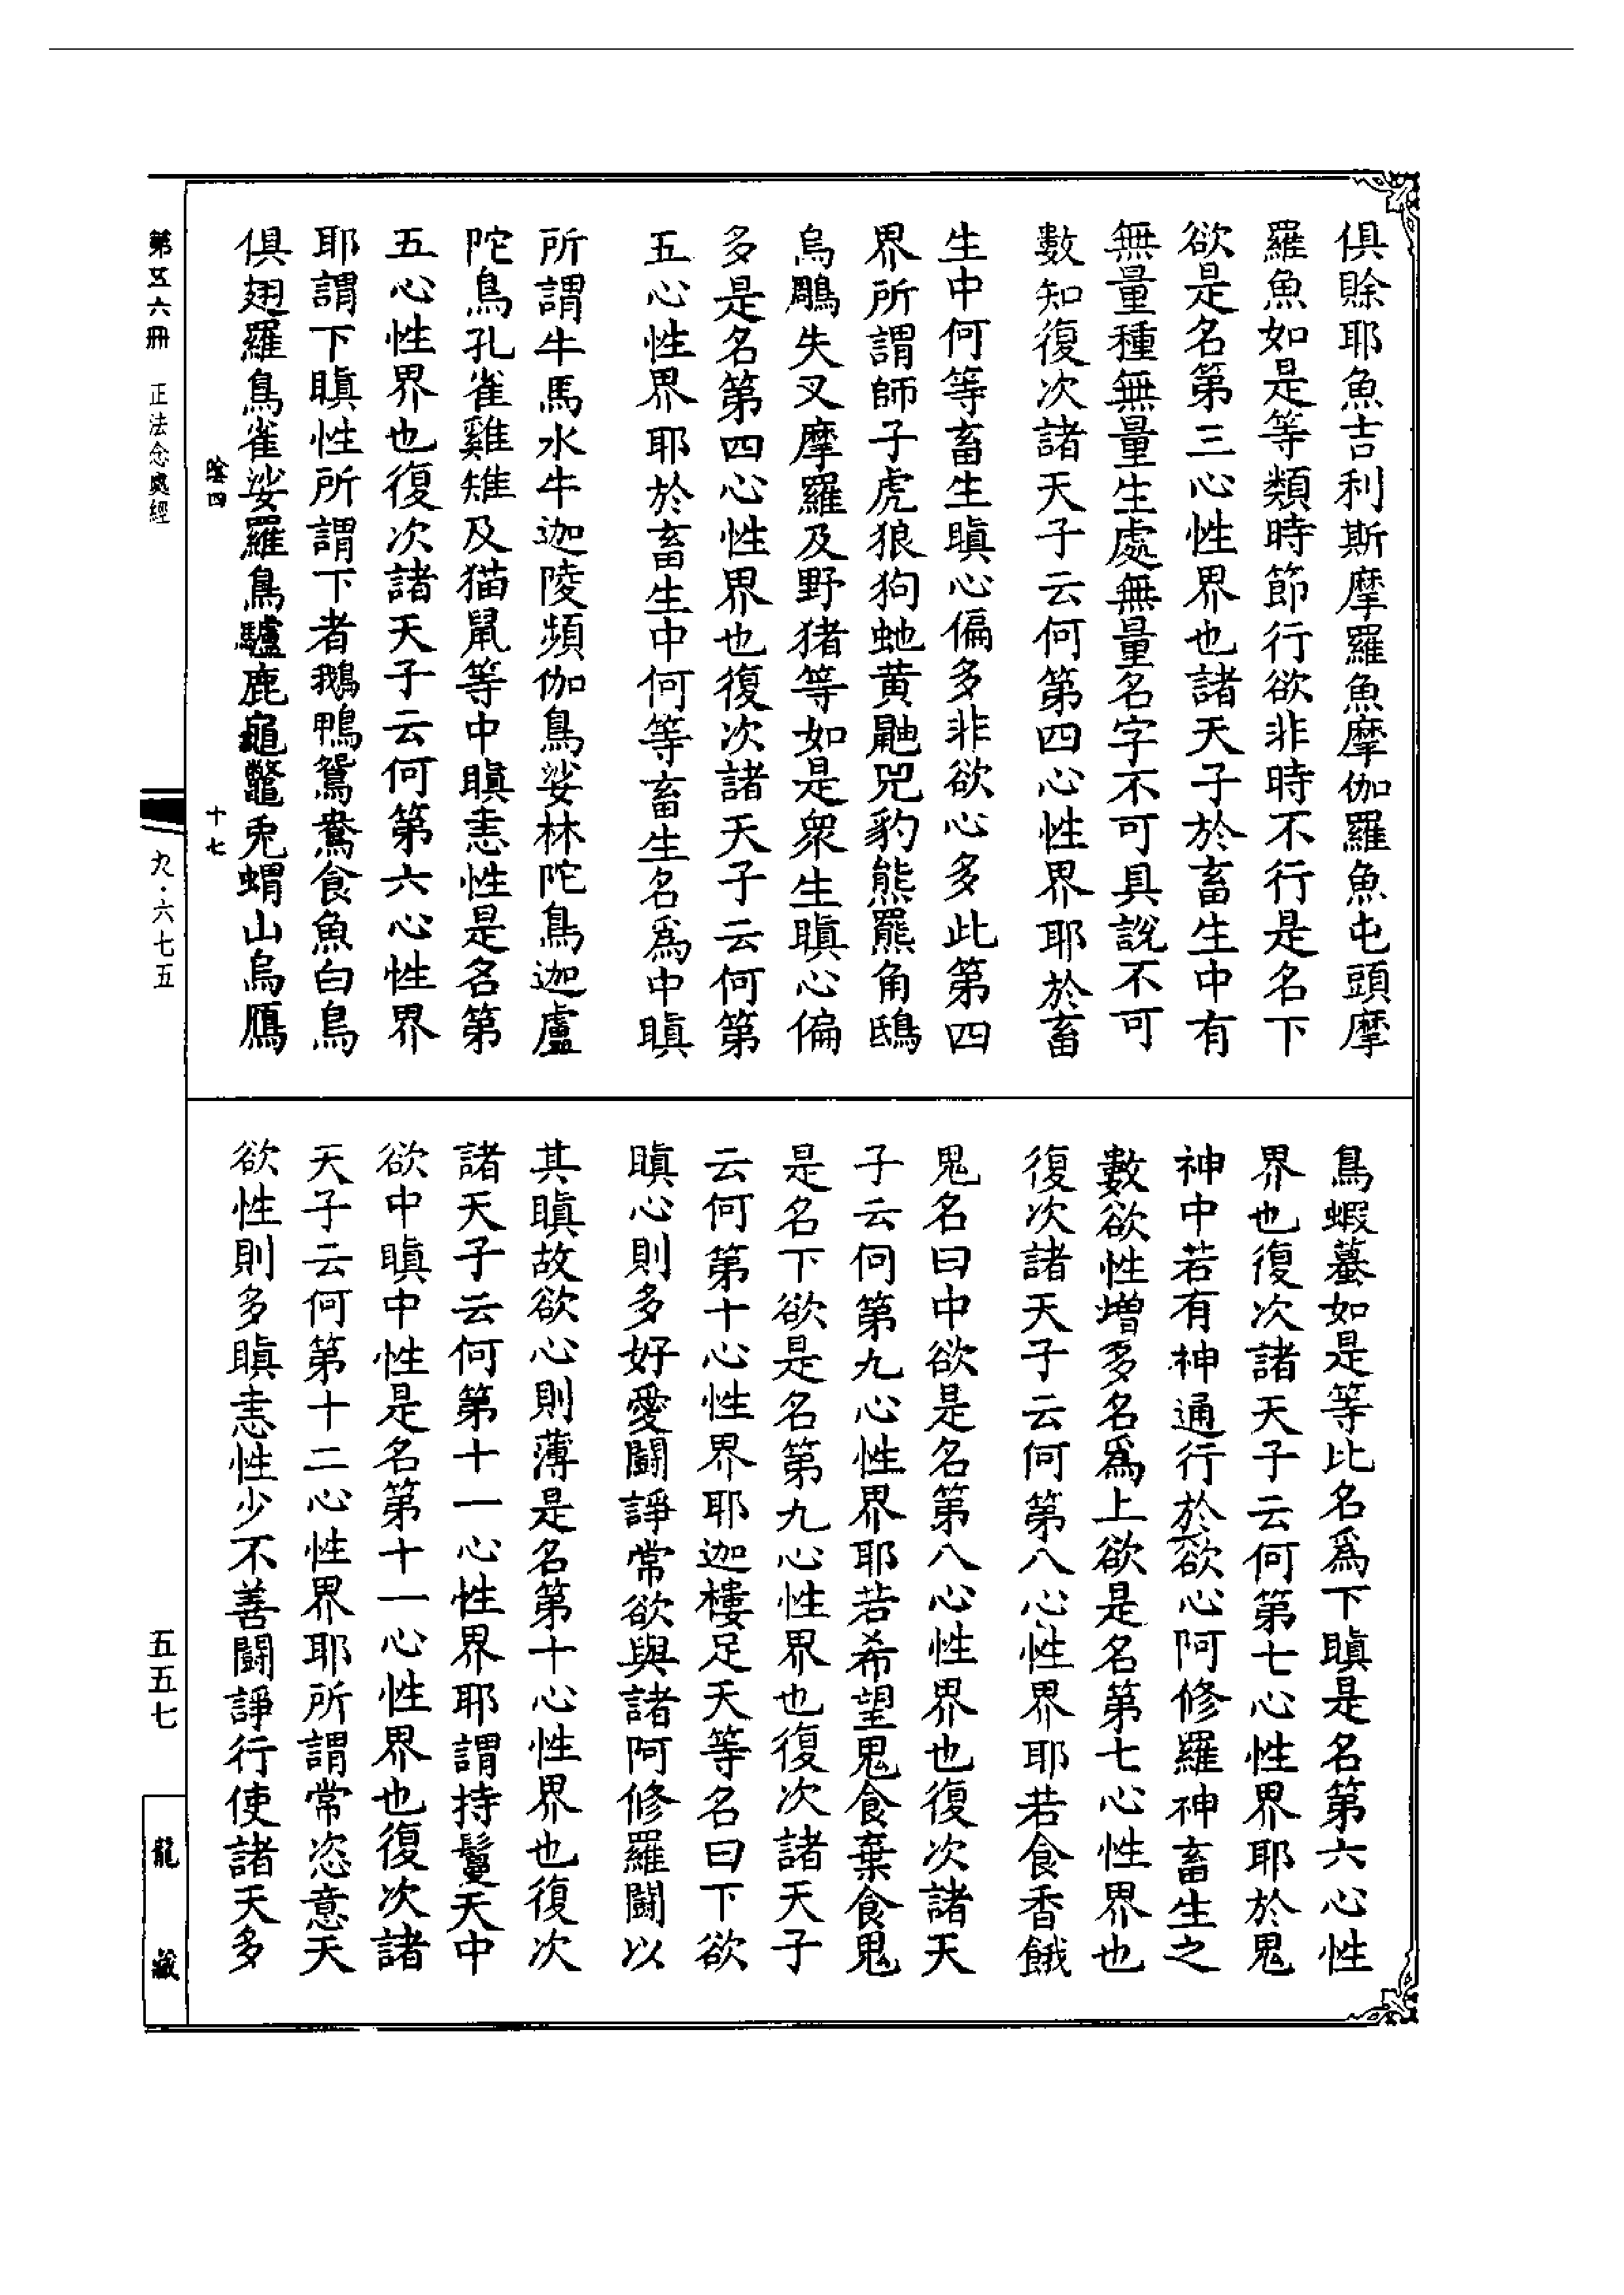 俱賖耶魚吉利斯摩羅魚摩伽羅魚屯頭摩
羅魚如是等類時節行欲非時不行是名下
欲是名第三心性界也諸天子於畜生中有
無量種無量生處無量名字不可具說不可
數知復次諸天子云何第四心性界耶於畜
生中何等畜生瞋心偏多非欲心多此第四
界所謂師子虎狼狗虵黄鼬兕豹熊羆角鴟
烏鵰失叉摩羅及野猪等如是衆生瞋心偏
多是名第四心性界也復次諸天子云何第
五心性界耶於畜生中何等畜生名爲中瞋
所謂牛馬水牛迦陵頻伽鳥娑林陀鳥迦盧
陀鳥孔雀雞雉及猫鼠等中瞋恚性是名第
五心性界也復次諸天子云何第六心性界
耶謂下瞋性所謂下者鵝鴨鴛鴦食魚白鳥
俱翅羅鳥雀娑羅鳥驢鹿龜鼈兎蝟山烏鴈
陰四
十七
鳥蝦蟇如是等比名爲下瞋是名第六心性
界也復次諸天子云何第七心性界耶於鬼
神中若有神通行於欲心阿修羅神畜生之
數欲性增多名爲上欲是名第七心性界也
復次諸天子云何第八心性界耶若食香餓
鬼名曰中欲是名第八心性界也復次諸天
子云何第九心性界耶若希望鬼食棄食鬼
是名下欲是名第九心性界也復次諸天子
云何第十心性界耶迦樓足天等名曰下欲
瞋心則多好愛鬬諍常欲與諸阿修羅鬬以
其瞋故欲心則薄是名第十心性界也復次
諸天子云何第十一心性界耶謂持鬘天中
欲中瞋中性是名第十一心性界也復次諸
天子云何第十二心性界耶所謂常恣意天
欲性則多瞋恚性少不善鬬諍行使諸天多
第五六冊 正法念處經
九·六七五
五五七
龍藏